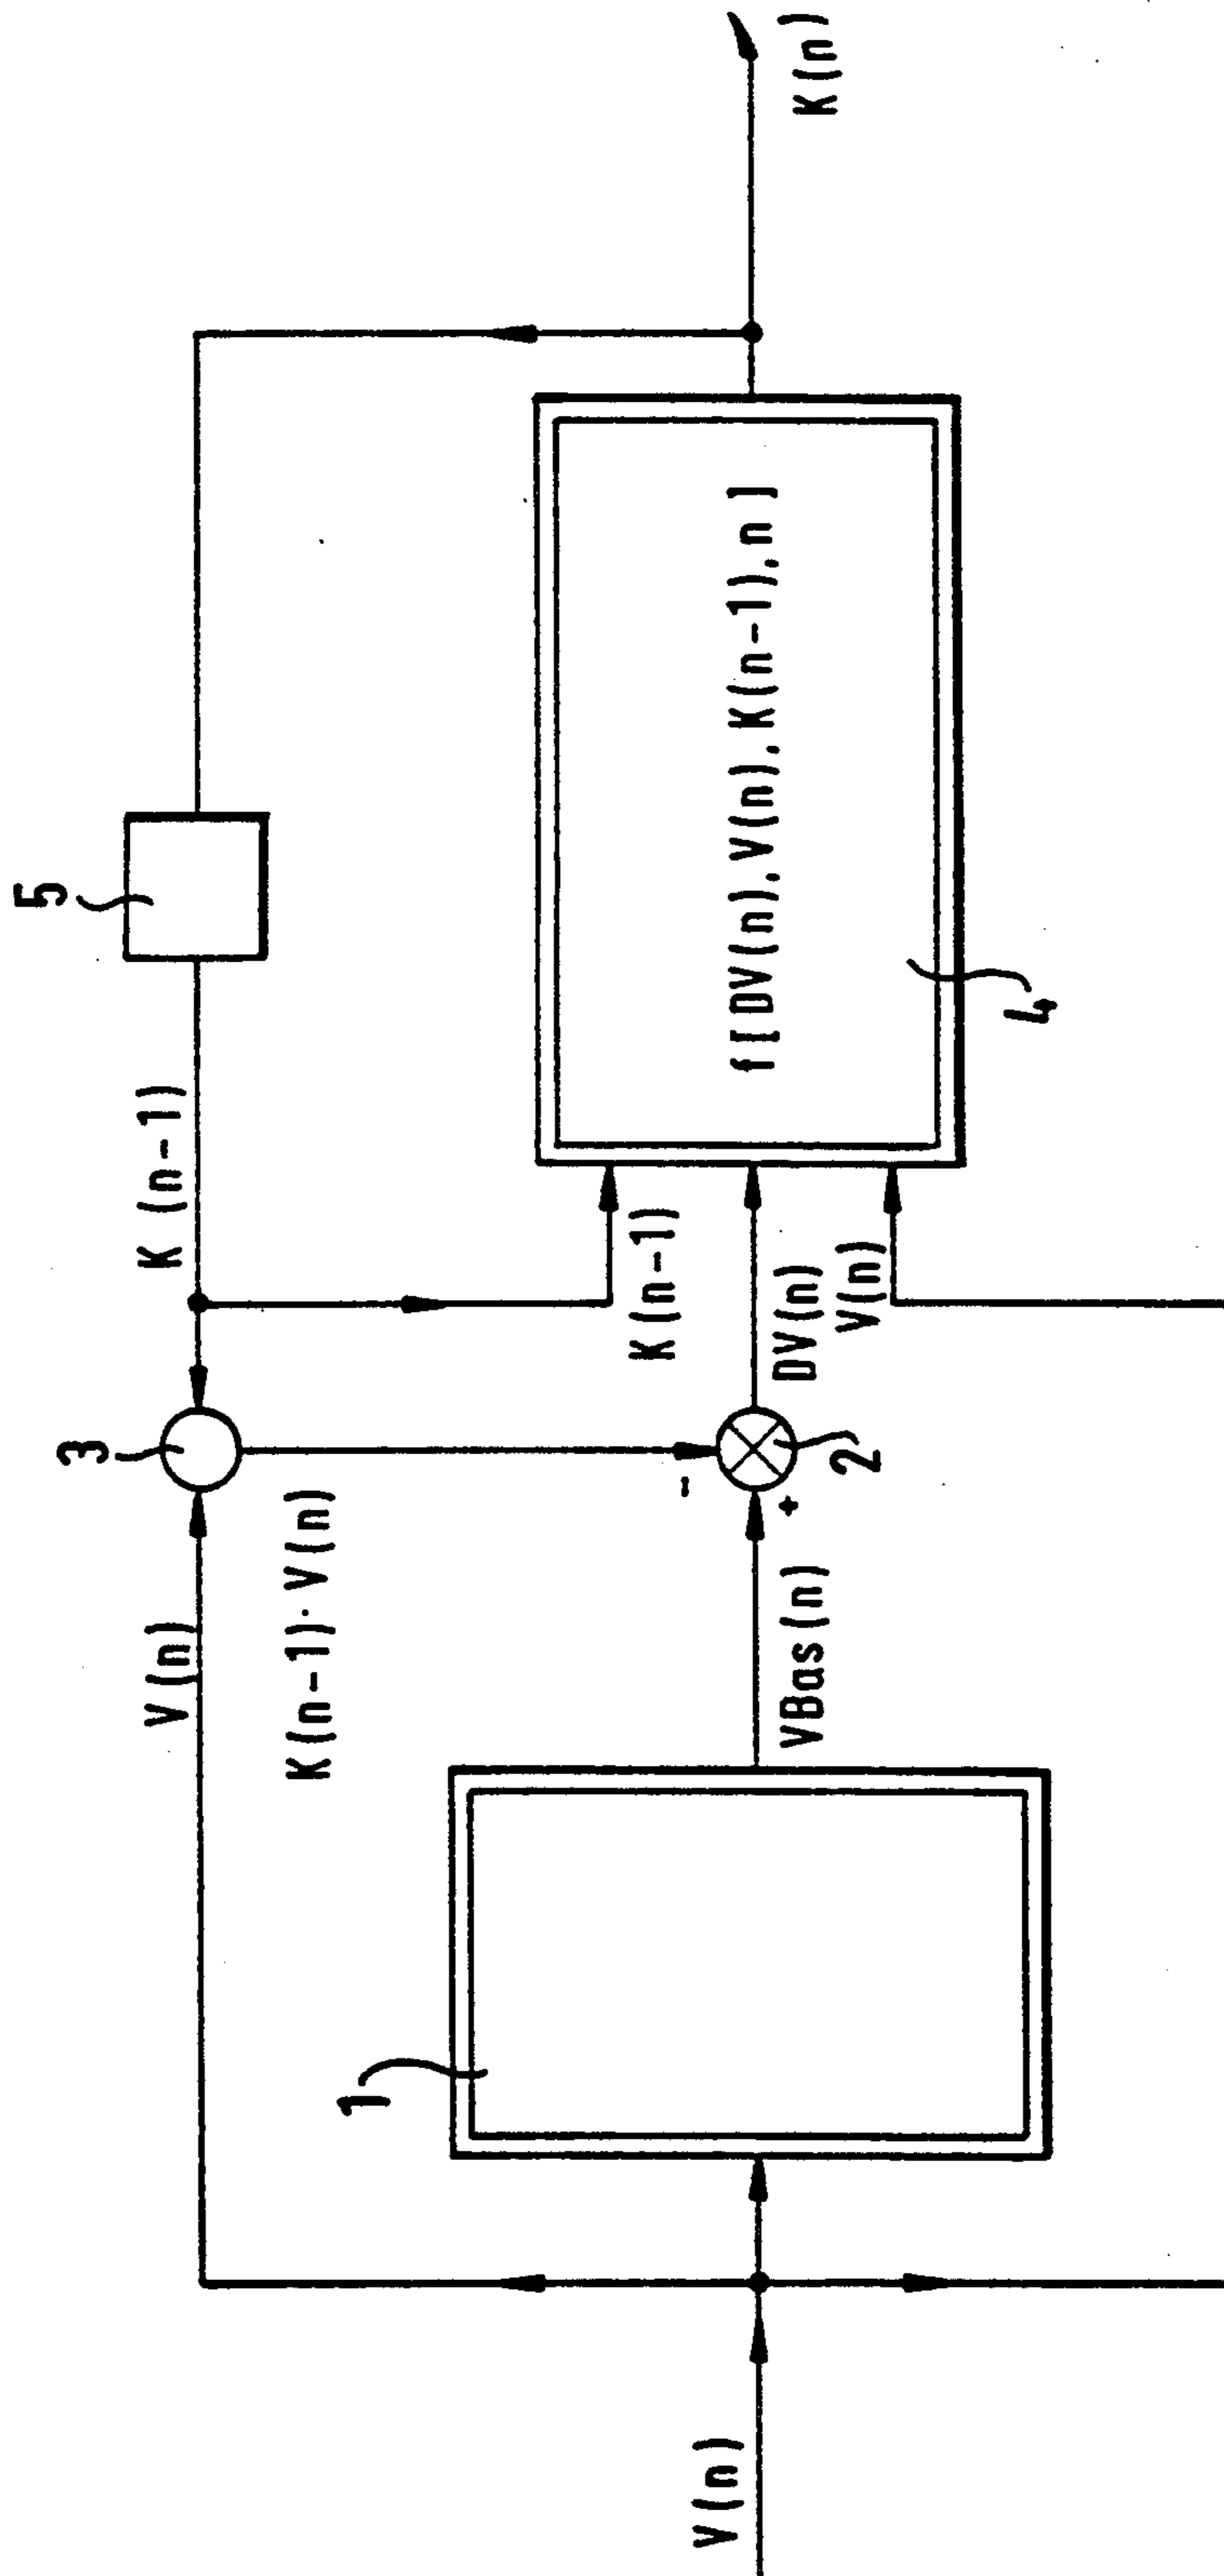 5
K(n-1)
3
V(n)
K(n-1)·V(n)
1
K(n-1)
-
K(n)
f[DV(n),V(n),K(n-1),n]
DV(n)
+
VBas(n)
V(n)
V(n)
2
4